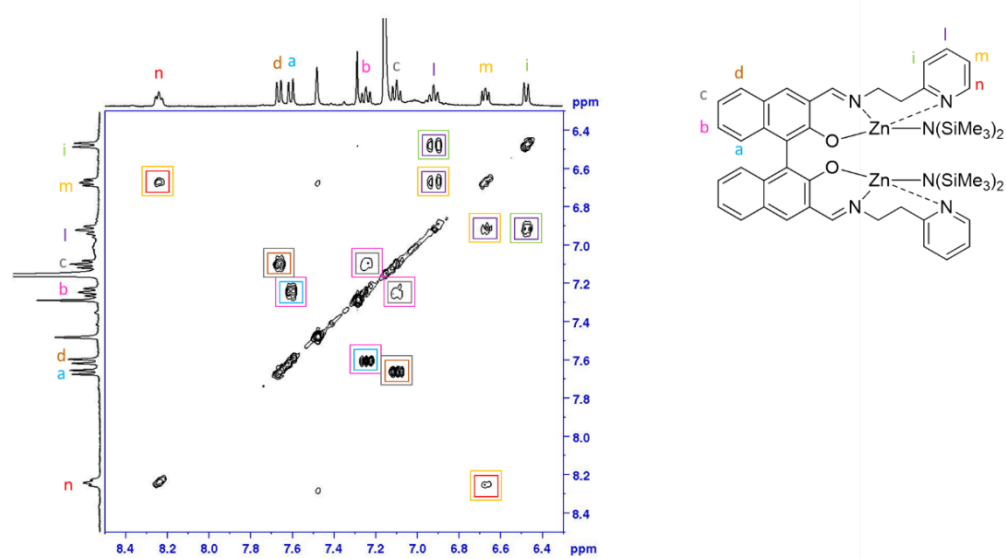 n d a b c l m i
ppm
i
m
l
c
b
d
a
n
6.4
6.6
6.8
7.0
7.2
7.4
7.6
7.8
8.0
8.2
8.4
8.4 8.2 8.0 7.8 7.6 7.4 7.2 7.0 6.8 6.6 6.4 ppm
l
i m
d n
c N N
Zn N(SiMe3)2
b O
a
O Zn N(SiMe3)2
N N